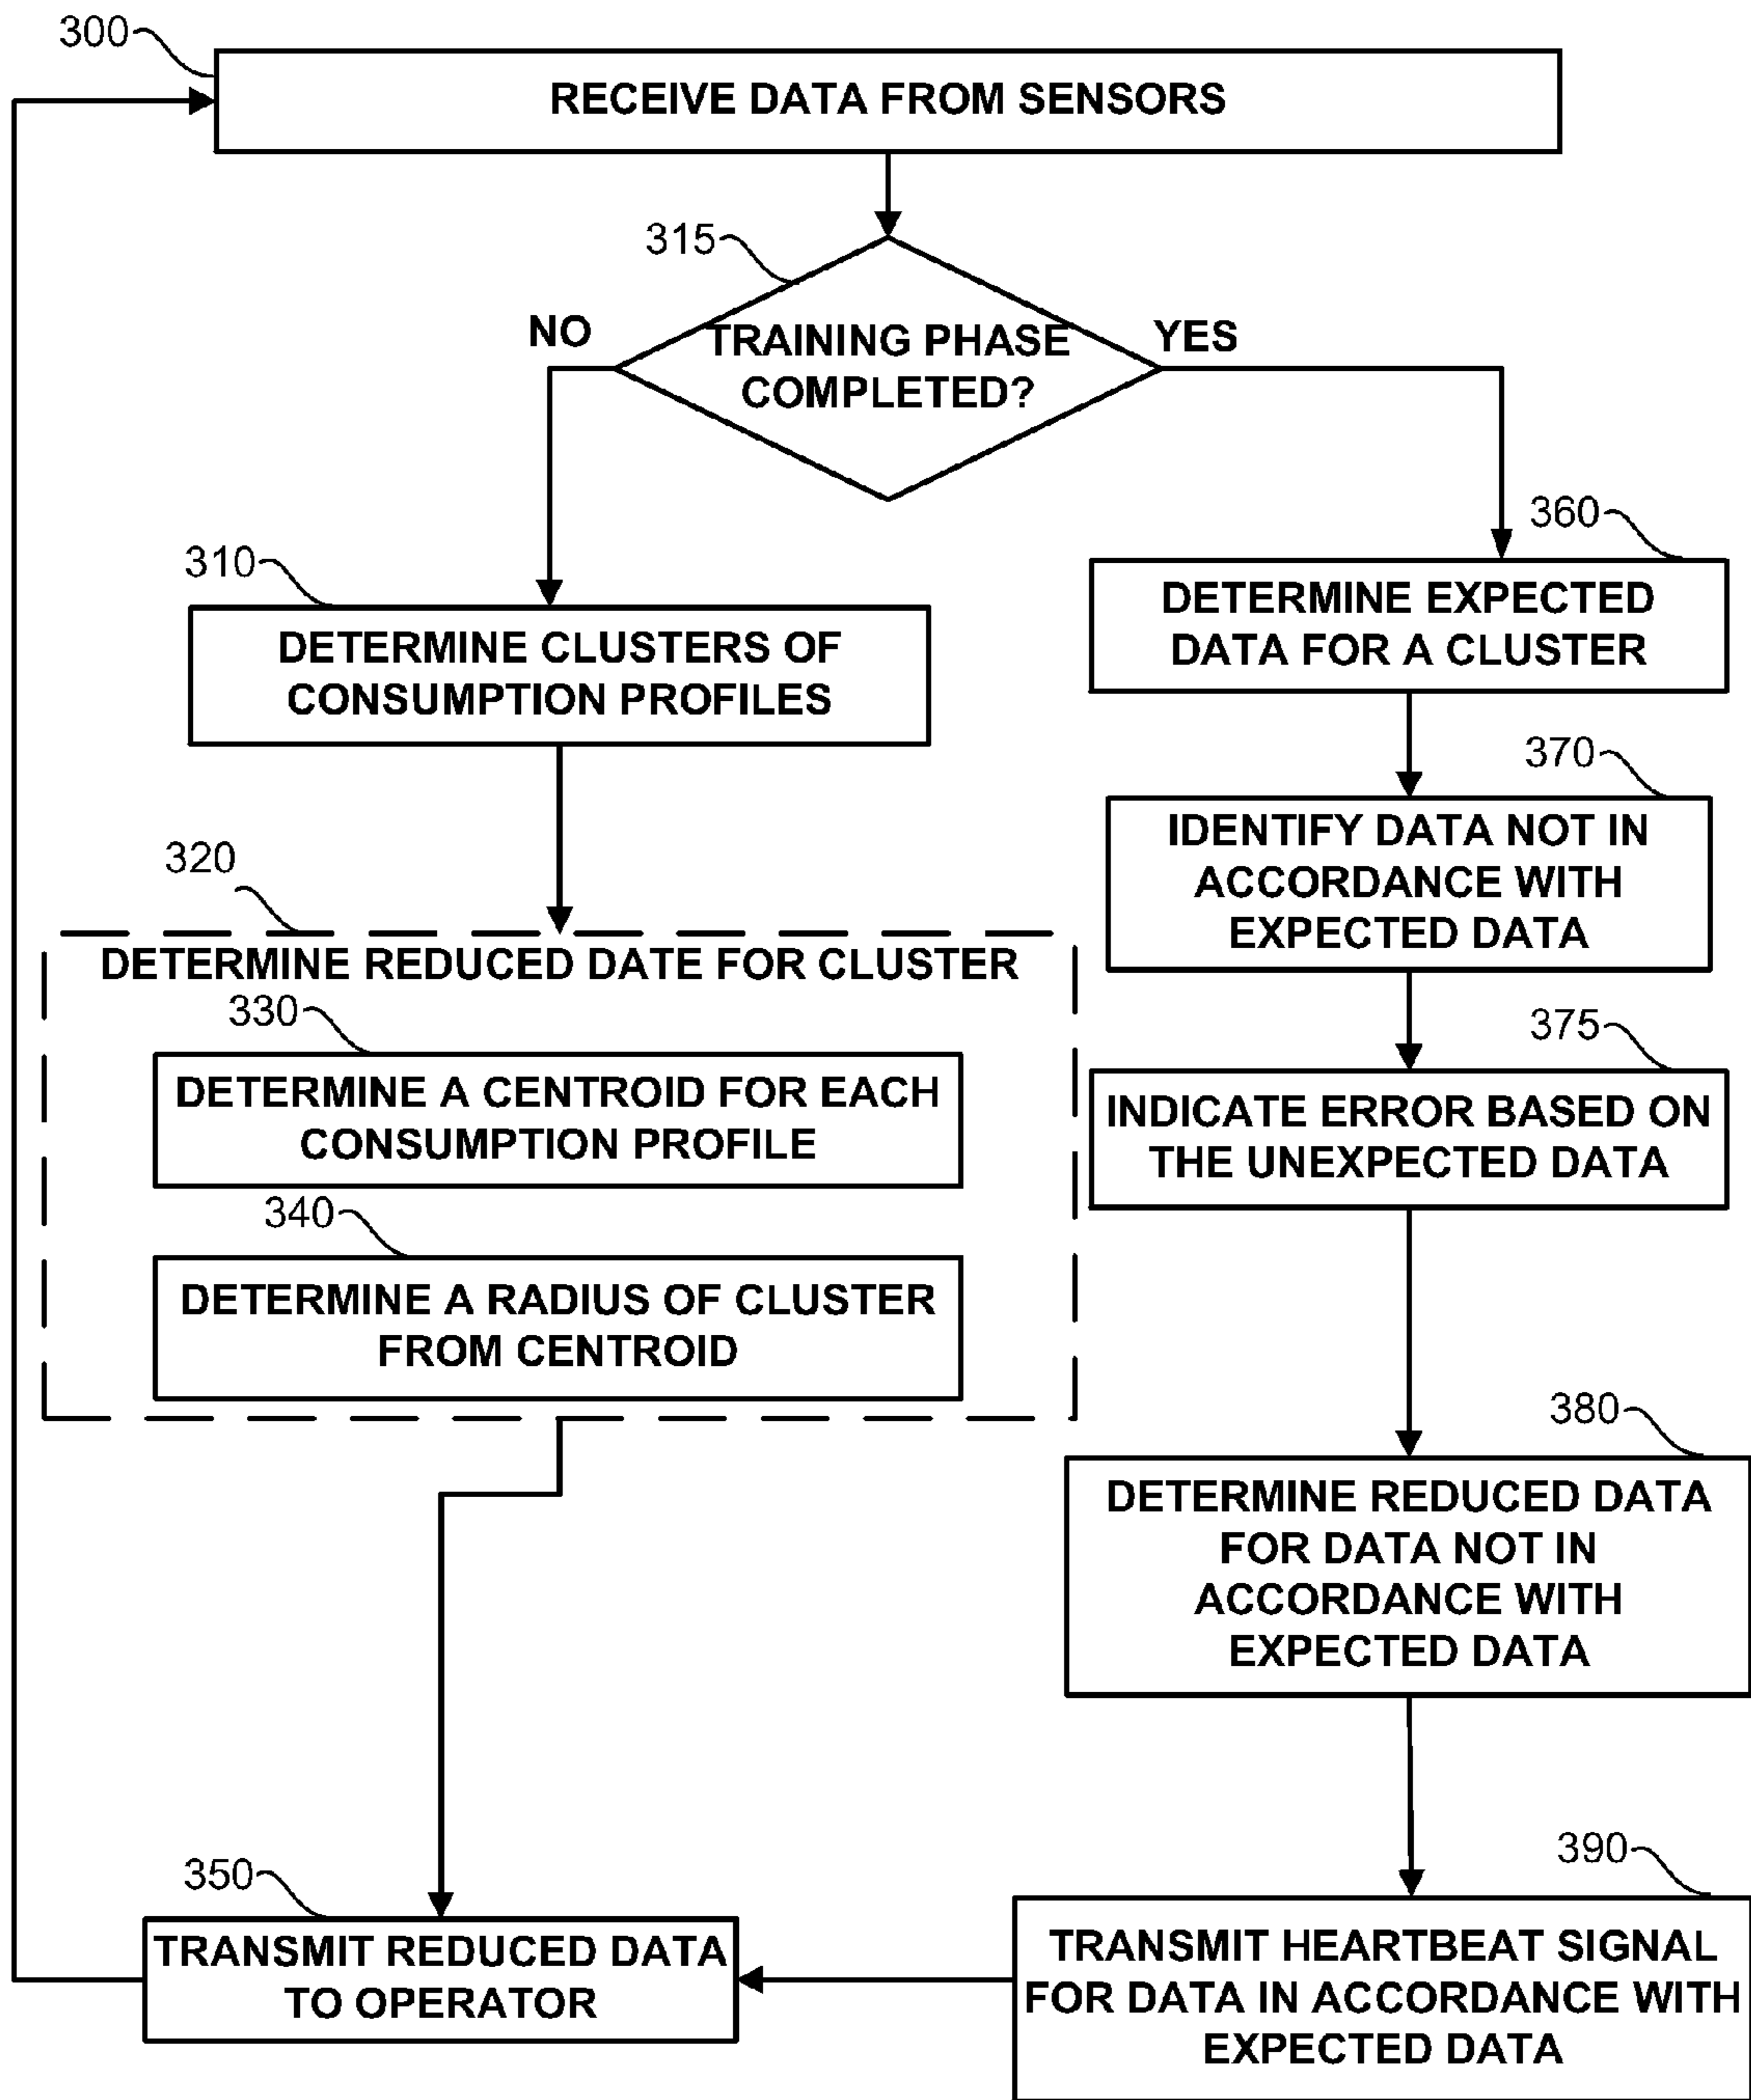 300
RECEIVE DATA FROM SENSORS
315
NO
TRAINING PHASE
COMPLETED?
YES
310
DETERMINE CLUSTERS OF
CONSUMPTION PROFILES
320
DETERMINE REDUCED DATE FOR CLUSTER
330
DETERMINE A CENTROID FOR EACH
CONSUMPTION PROFILE
340
DETERMINE A RADIUS OF CLUSTER
FROM CENTROID
350
TRANSMIT REDUCED DATA
TO OPERATOR
360
DETERMINE EXPECTED
DATA FOR A CLUSTER
370
IDENTIFY DATA NOT IN
ACCORDANCE WITH
EXPECTED DATA
375
INDICATE ERROR BASED ON
THE UNEXPECTED DATA
380
DETERMINE REDUCED DATA
FOR DATA NOT IN
ACCORDANCE WITH
EXPECTED DATA
390
TRANSMIT HEARTBEAT SIGNAL
FOR DATA IN ACCORDANCE WITH
EXPECTED DATA